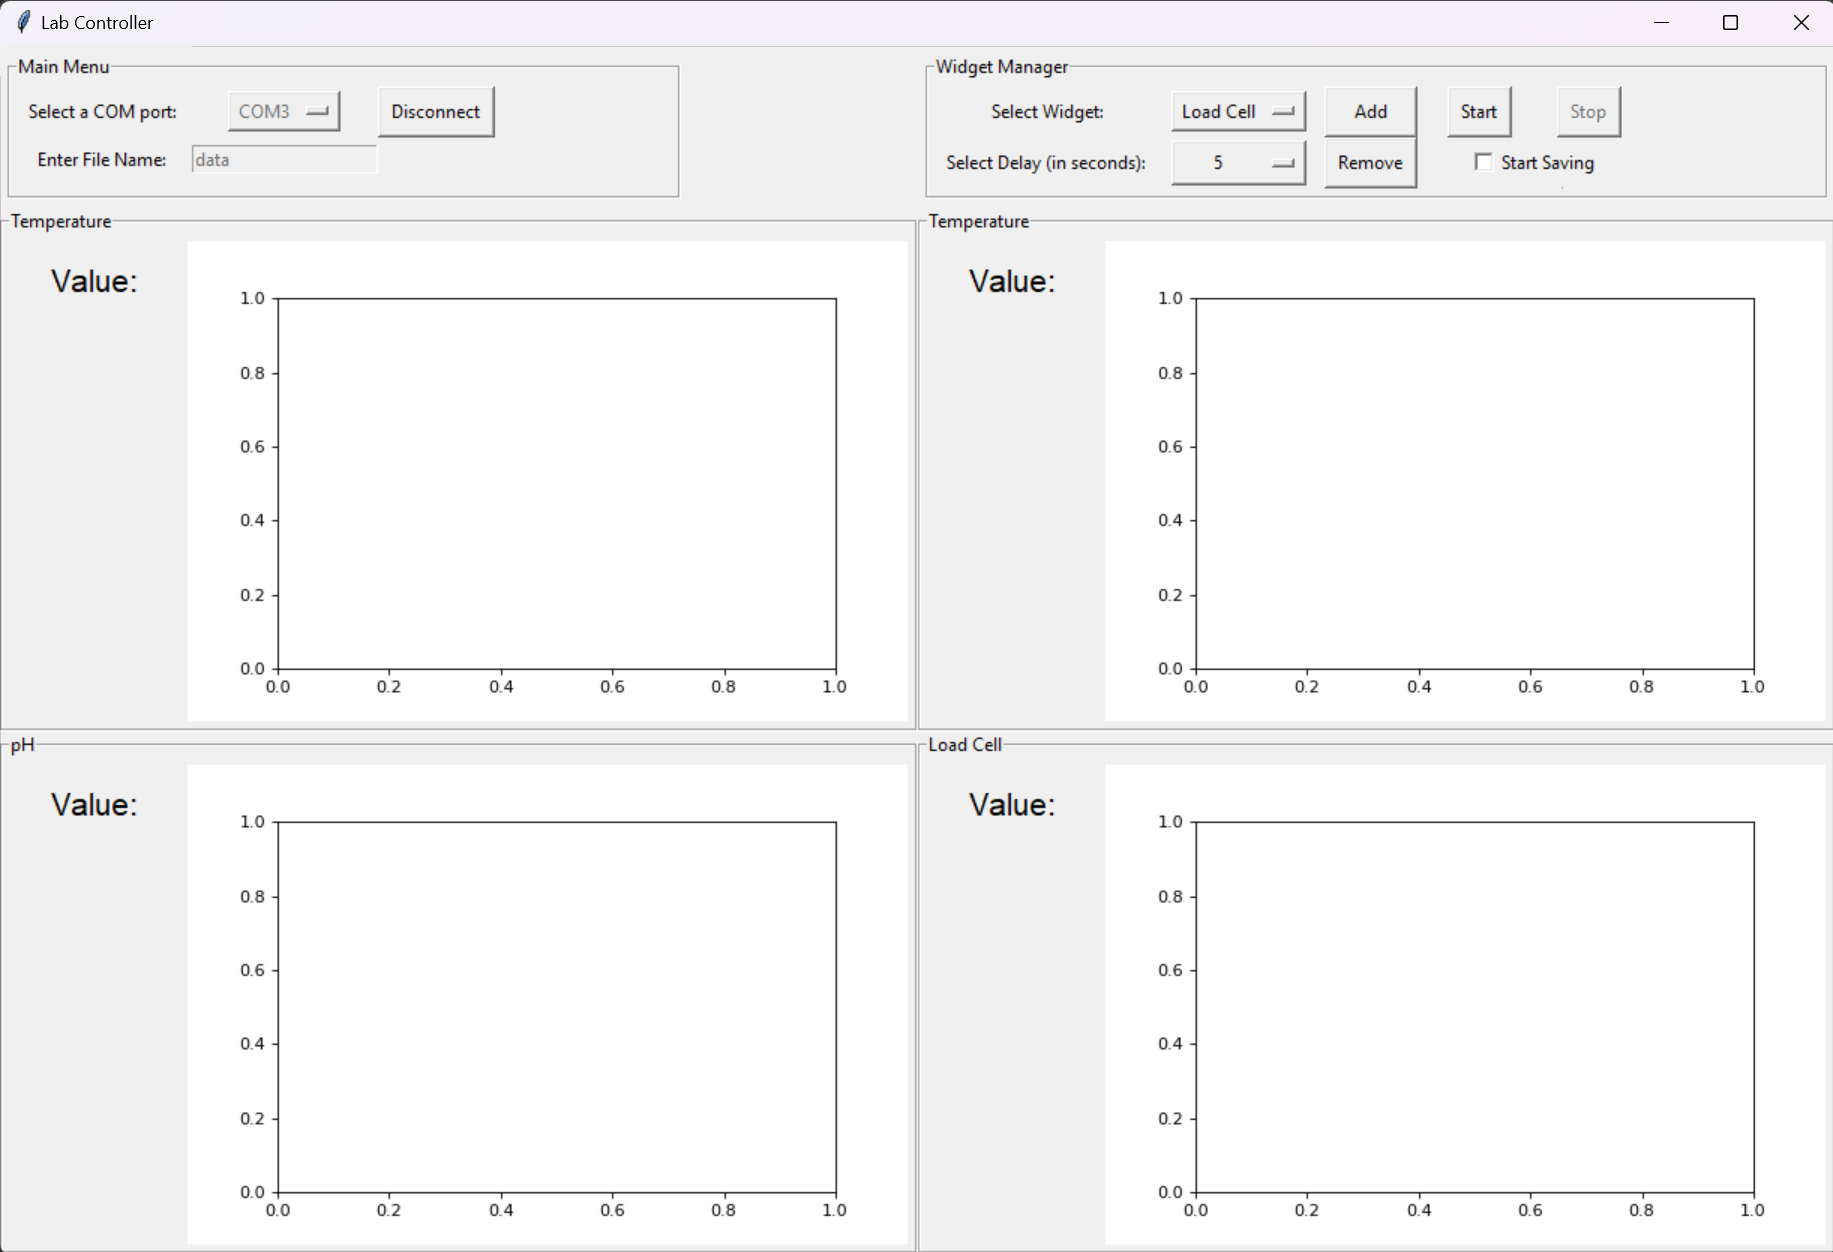 Lab Controller
Main Menu
Select a COM port: COM3 Disconnect
Enter File Name: data
Widget Manager
Select Widget: Load Cell Add Start Stop
Select Delay (in seconds): 5 Remove Start Saving
Temperature
Value:
1.0
0.8
0.6
0.4
0.2
0.0
0.0 0.2 0.4 0.6 0.8 1.0
Temperature
Value:
1.0
0.8
0.6
0.4
0.2
0.0
0.0 0.2 0.4 0.6 0.8 1.0
pH
Value:
1.0
0.8
0.6
0.4
0.2
0.0
0.0 0.2 0.4 0.6 0.8 1.0
Load Cell
Value:
1.0
0.8
0.6
0.4
0.2
0.0
0.0 0.2 0.4 0.6 0.8 1.0